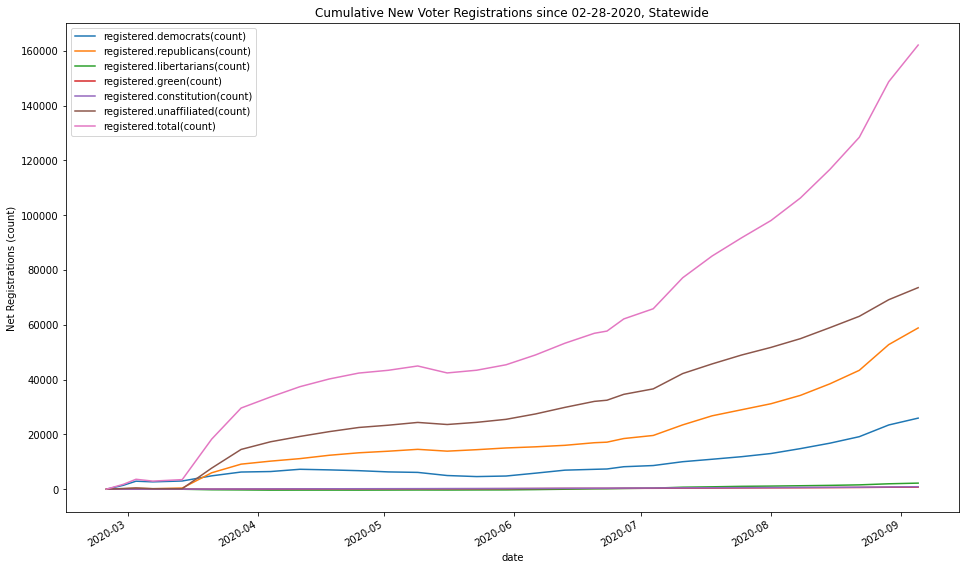 Cumulative New Voter Registrations since 02-28-2020, Statewide
registered.democrats(count)
registered.republicans(count)
registered.libertarians(count)
registered.green(count)
registered.constitution(count)
registered.unaffiliated(count)
registered.total(count)
Net Registrations (count)
160000
140000
120000
100000
80000
60000
40000
20000
0
2020-03
2020-04
2020-05
2020-06
2020-07
2020-08
2020-09
date